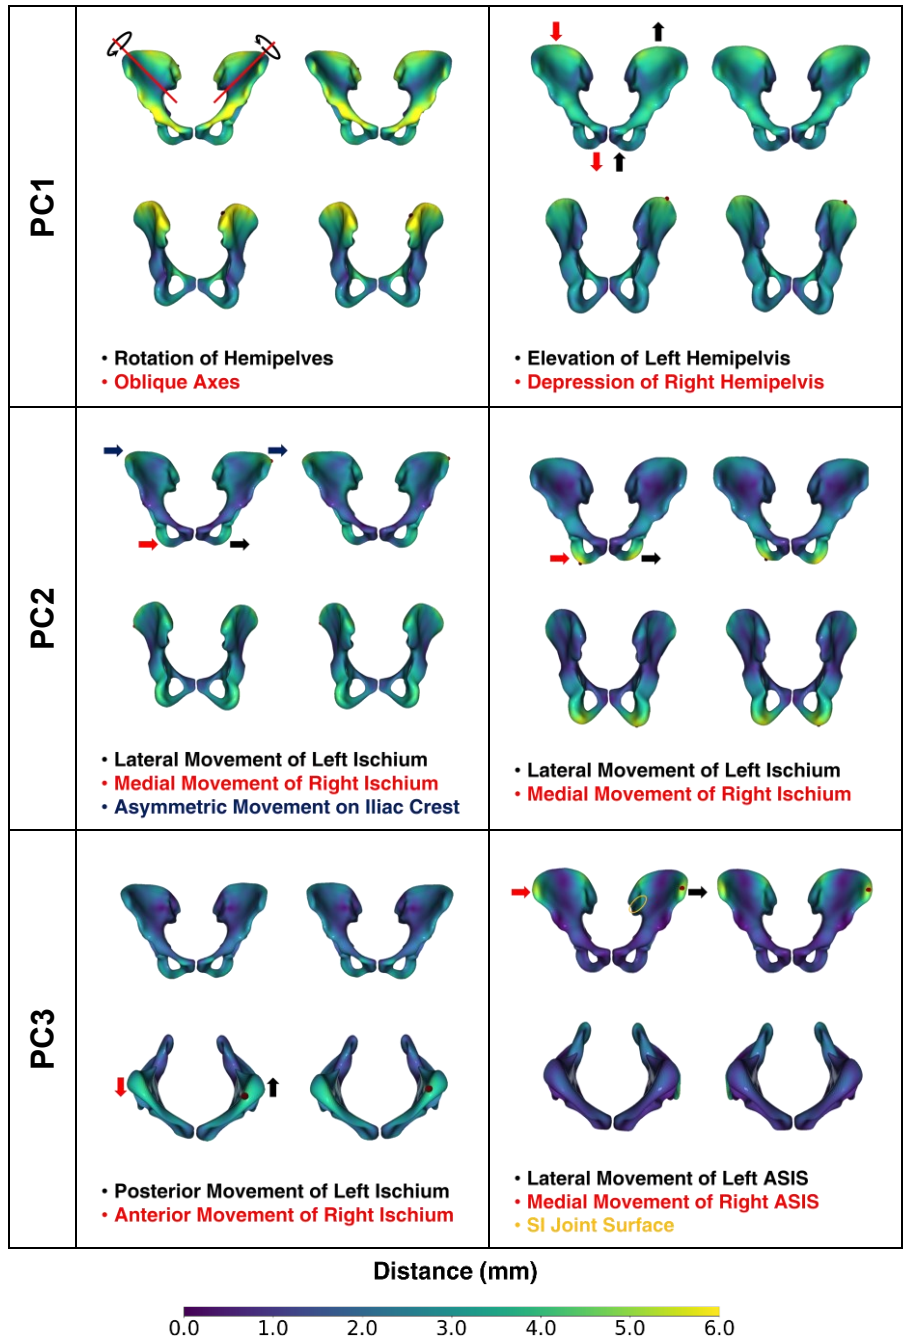 PC1
• Rotation of Hemipelves
• Oblique Axes
• Elevation of Left Hemipelvis
• Depression of Right Hemipelvis
PC2
• Lateral Movement of Left Ischium
• Medial Movement of Right Ischium
• Asymmetric Movement on Iliac Crest
• Lateral Movement of Left Ischium
• Medial Movement of Right Ischium
PC3
• Posterior Movement of Left Ischium
• Anterior Movement of Right Ischium
• Lateral Movement of Left ASIS
• Medial Movement of Right ASIS
• SI Joint Surface
Distance (mm)
0.0 1.0 2.0 3.0 4.0 5.0 6.0